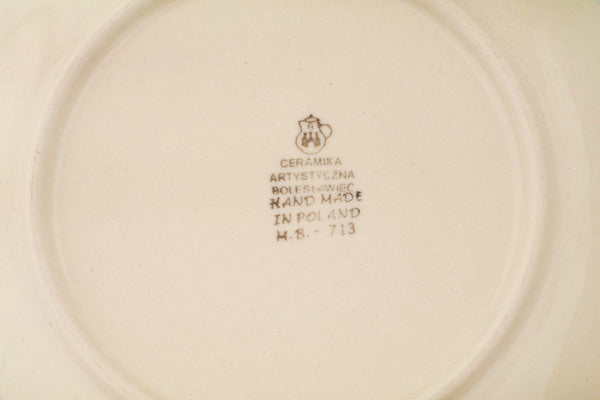 CERAMIKA
ARTYSTYCZNA
BOLESŁAWIEC
HAND MADE
IN POLAND
H.B. - 713